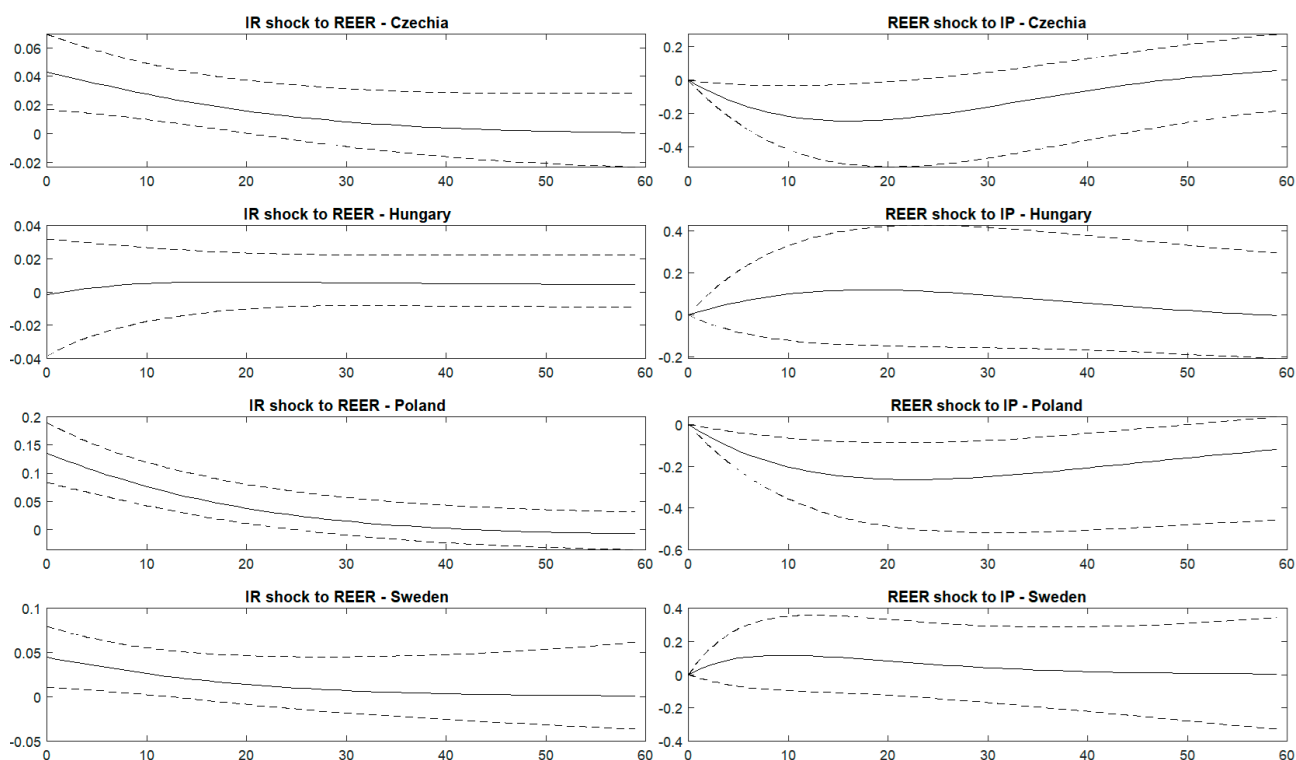 IR shock to REER - Czechia
0.06
0.04
0.02
0
-0.02
0 10 20 30 40 50 60
REER shock to IP - Czechia
0.2
0
-0.2
-0.4
0 10 20 30 40 50 60
IR shock to REER - Hungary
0.04
0.02
0
-0.02
-0.04
0 10 20 30 40 50 60
REER shock to IP - Hungary
0.4
0.2
0
-0.2
0 10 20 30 40 50 60
IR shock to REER - Poland
0.2
0.15
0.1
0.05
0
0 10 20 30 40 50 60
REER shock to IP - Poland
0
-0.2
-0.4
-0.6
0 10 20 30 40 50 60
IR shock to REER - Sweden
0.1
0.05
0
-0.05
0 10 20 30 40 50 60
REER shock to IP - Sweden
0.4
0.2
0
-0.2
-0.4
0 10 20 30 40 50 60